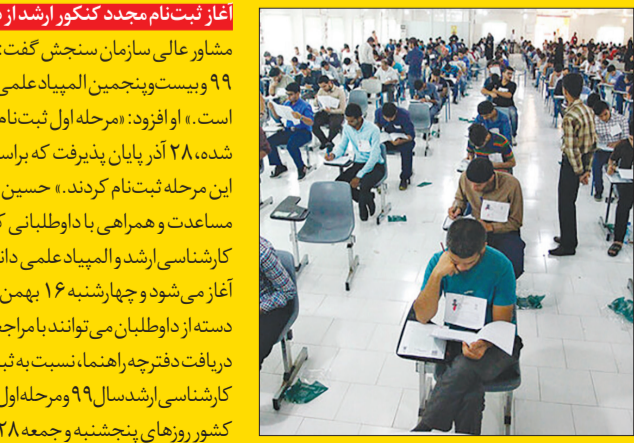 آغاز ثبت‌نام مجدد کنکور ارشد از
مشاور عالی سازمان سنجش گفت:
۹۹ و بیست‌وپنجمین المپیاد علمی
است.» او افزود: «مرحله اول ثبت‌نام
شده، ۲۸ آذر پایان پذیرفت که براس
این مرحله ثبت‌نام کردند.» حسین
مساعدت و همراهی با داوطلبانی ک
کارشناسی ارشد و المپیاد علمی دان
آغاز می‌شود و چهارشنبه ۱۶ بهمن
دسته از داوطلبان می‌توانند با مراجع
دریافت دفترچه راهنما، نسبت به ثب
کارشناسی ارشد سال ۹۹ و مرحله اول
کشور روزهای پنجشنبه و جمعه ۲۸